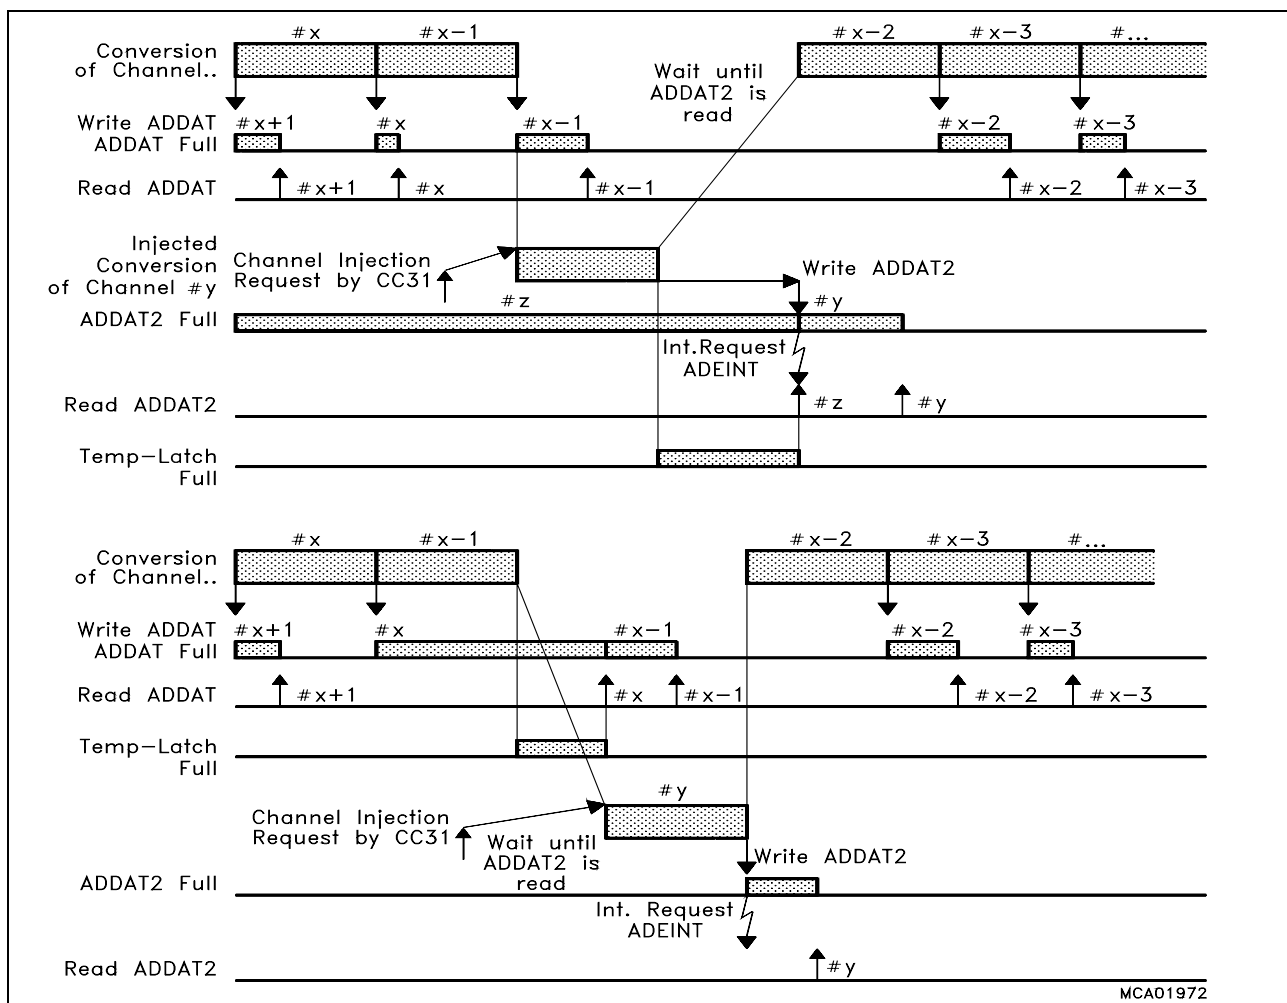 #x #x-1 #x-2 #x-3 #...
Conversion
of Channel..
Wait until
ADDAT2 is
read
Write ADDAT #x+1 #x #x-1 #x-2 #x-3
ADDAT Full
Read ADDAT #x+1 #x #x-1 #x-2 #x-3
Injected
Conversion
of Channel #y
Channel Injection
Request by CC31
Write ADDAT2
#z #y
ADDAT2 Full
Int.Request
ADEINT
Read ADDAT2 #z #y
Temp-Latch
Full
#x #x-1 #x-2 #x-3 #...
Conversion
of Channel..
Write ADDAT #x+1 #x #x-1 #x-2 #x-3
ADDAT Full
Read ADDAT #x+1 #x #x-1 #x-2 #x-3
Temp-Latch
Full
#y
Channel Injection
Request by CC31
Wait until
ADDAT2 is
read
Write ADDAT2
ADDAT2 Full
Int. Request
ADEINT
Read ADDAT2 #y
MCA01972